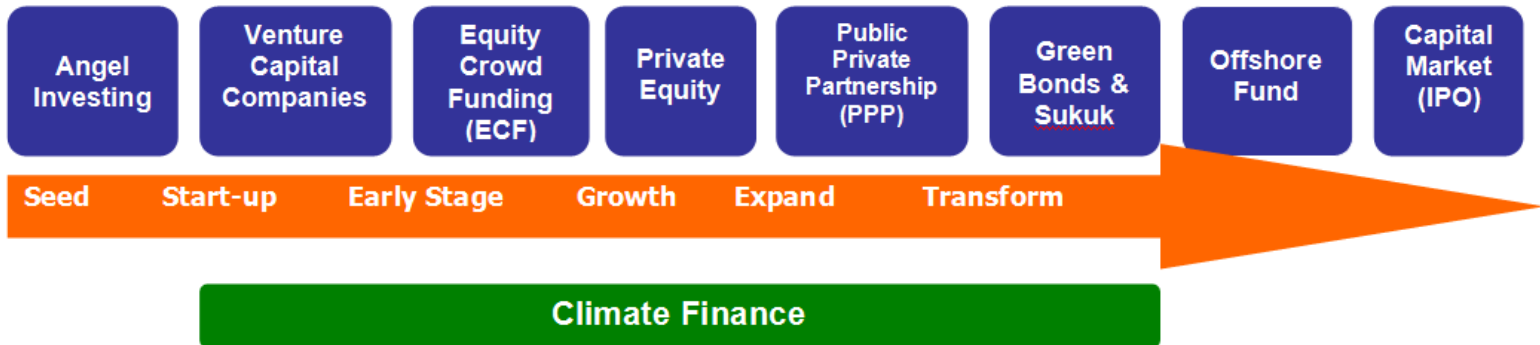 Angel
Investing
Venture
Capital
Companies
Equity
Crowd
Funding
(ECF)
Private
Equity
Public
Private
Partnership
(PPP)
Green
Bonds &
Sukuk
Offshore
Fund
Capital
Market
(IPO)
Seed Start-up Early Stage Growth Expand Transform
Climate Finance